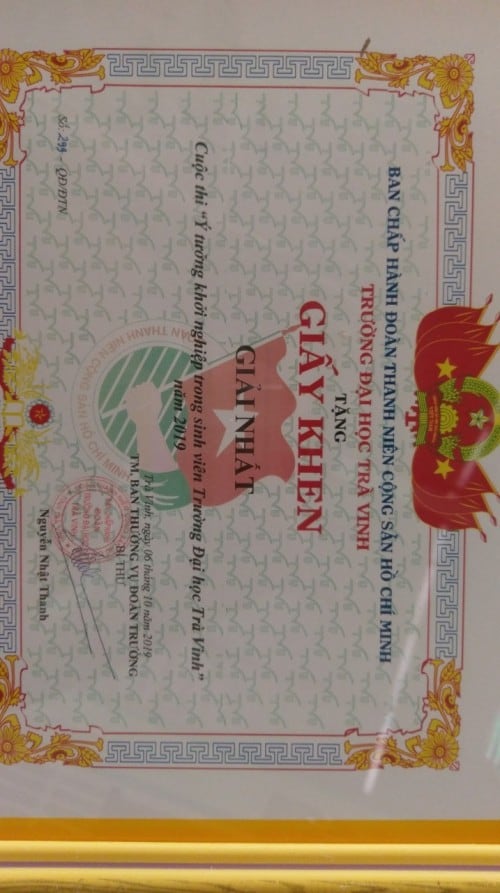 BAN CHẤP HÀNH ĐOÀN THANH NIÊN CỘNG SẢN HỒ CHÍ MINH
TRƯỜNG ĐẠI HỌC TRÀ VINH
TẶNG
GIẤY KHEN
GIẢI NHẤT
Cuộc thi "Ý tưởng khởi nghiệp trong sinh viên Trường Đại học Trà Vinh"
năm 2019
Trà Vinh, ngày 06 tháng 10 năm 2019
TM. BAN THƯỜNG VỤ ĐOÀN TRƯỜNG
BÍ THƯ
Nguyễn Nhật Thanh
Số: 299 - QĐ/ĐTN